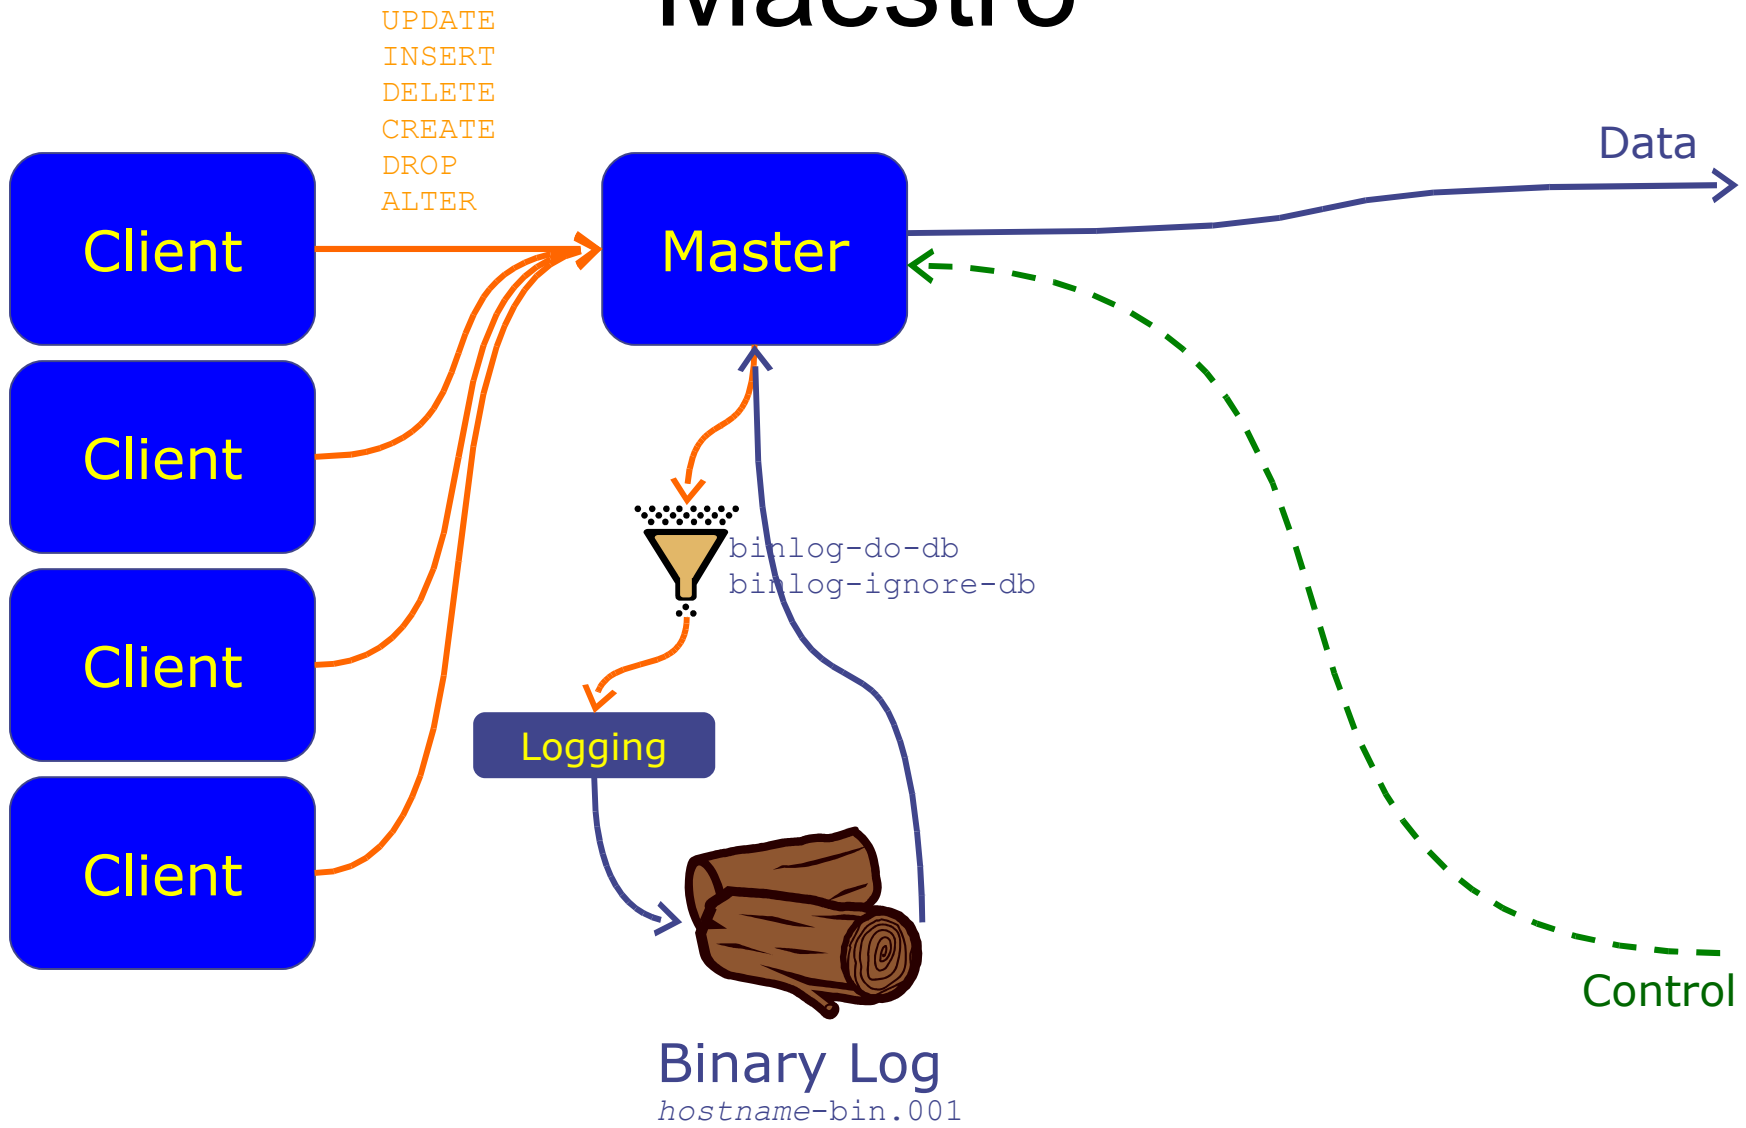 Maestro
UPDATE
INSERT
DELETE
CREATE
DROP
ALTER
Data
Client
Master
Client
binlog-do-db
binlog-ignore-db
Client
Logging
Client
Control
Binary Log
hostname-bin.001